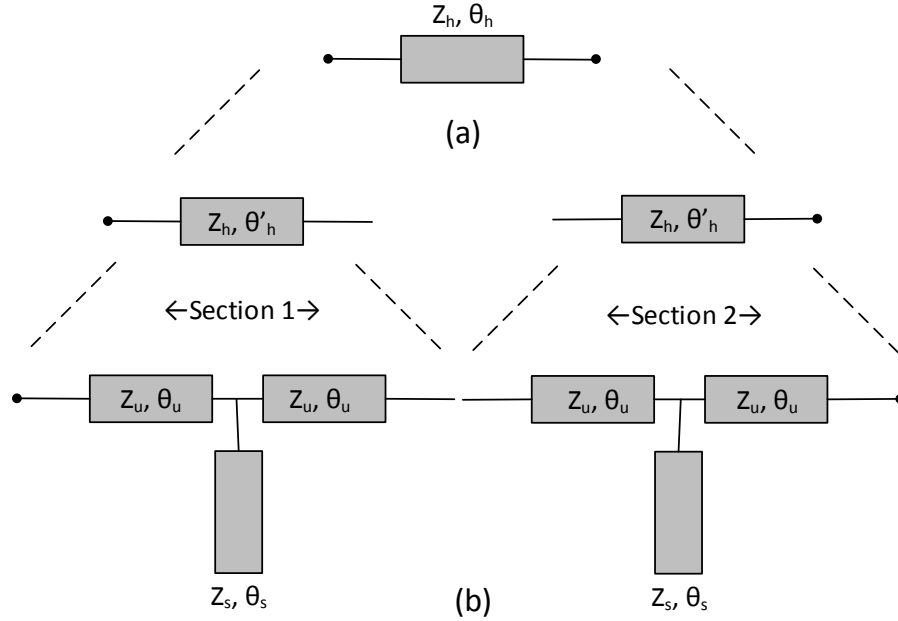 Zₕ, θₕ
(a)
Zₕ, θ'ₕ
Zₕ, θ'ₕ
←Section 1→
←Section 2→
Zᵤ, θᵤ
Zᵤ, θᵤ
Zᵤ, θᵤ
Zᵤ, θᵤ
Zₛ, θₛ
(b)
Zₛ, θₛ